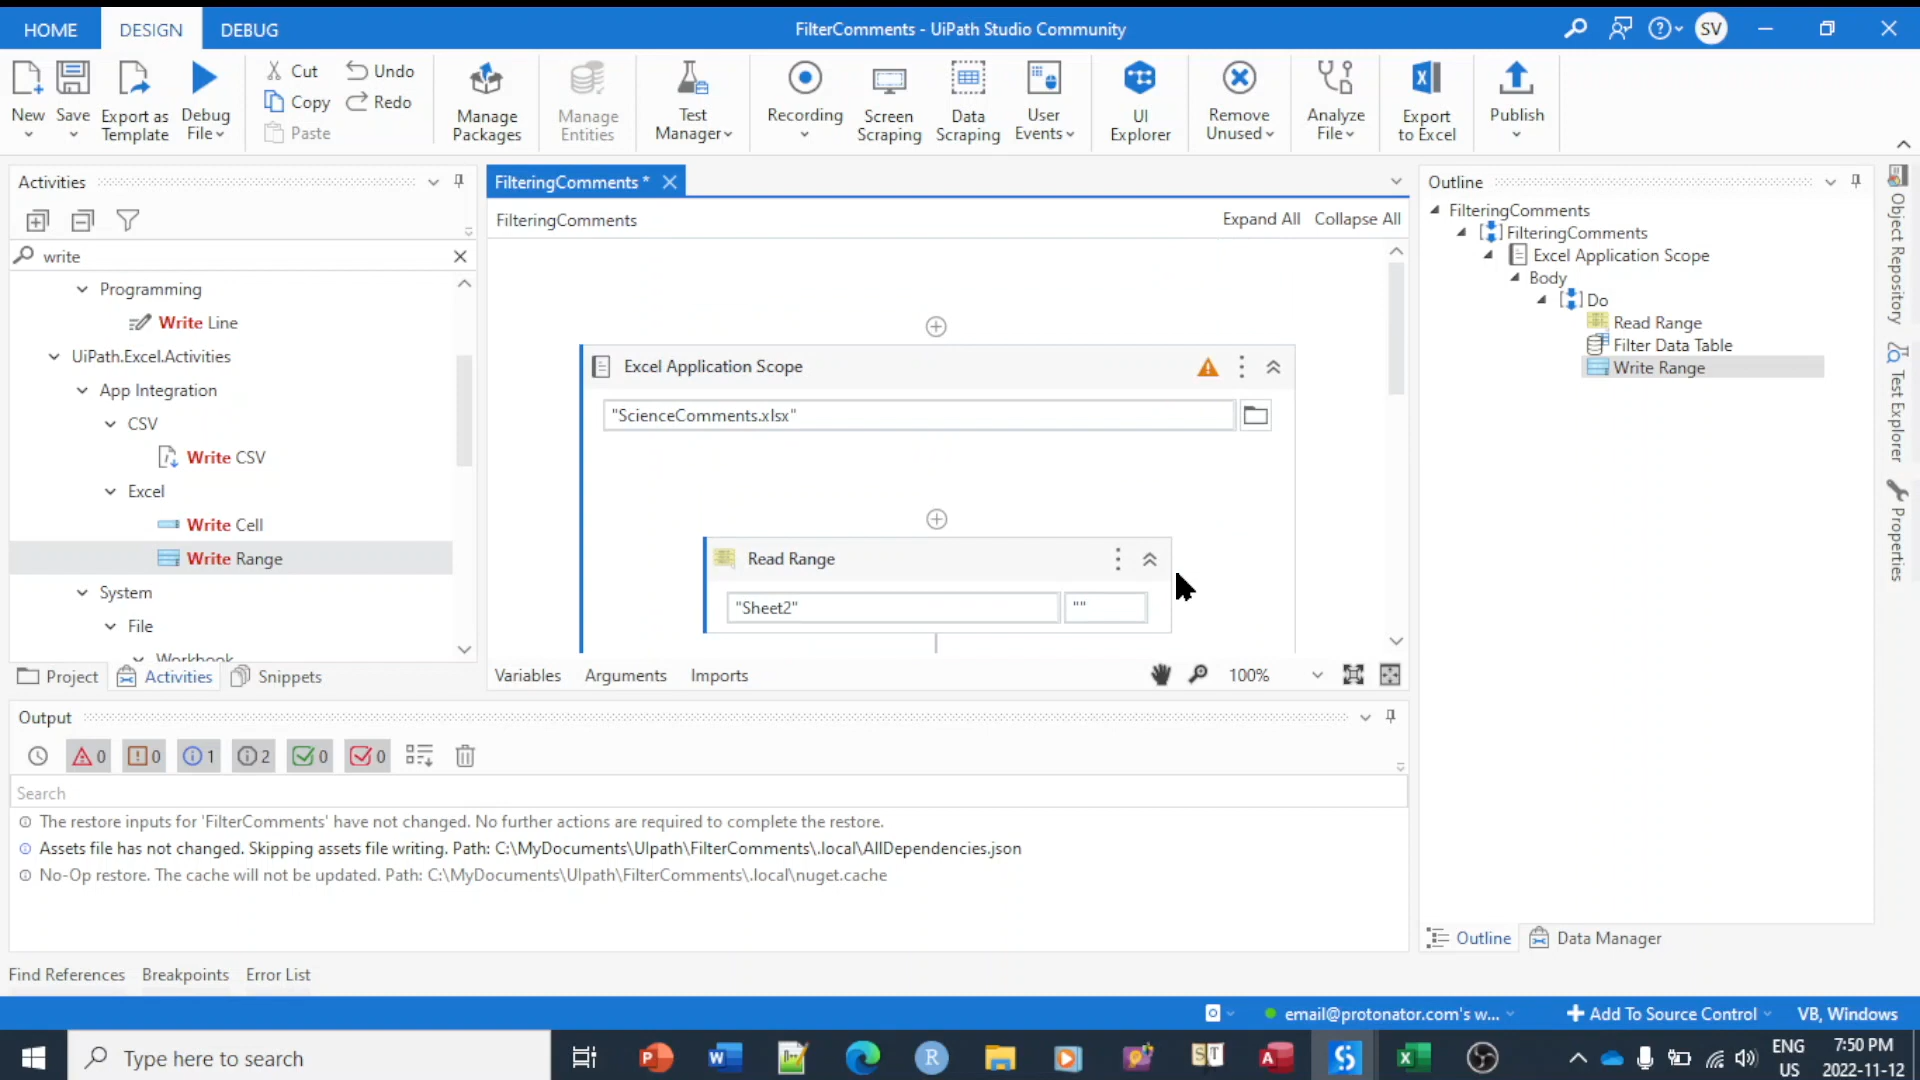 HOME DESIGN DEBUG FilterComments - UiPath Studio Community SV
New Save Export as Template Debug File Cut Copy Paste Undo Redo Manage Packages Manage Entities Test Manager Recording Screen Scraping Data Scraping User Events UI Explorer Remove Unused Analyze File Export to Excel Publish
Activities
write
Programming
Write Line
UiPath.Excel.Activities
App Integration
CSV
Write CSV
Excel
Write Cell
Write Range
System
File
Workbook
Project Activities Snippets
FilteringComments *
FilteringComments Expand All Collapse All
Excel Application Scope
"ScienceComments.xlsx"
Read Range
"Sheet2" ""
Variables Arguments Imports 100%
Outline
FilteringComments
FilteringComments
Excel Application Scope
Body
Do
Read Range
Filter Data Table
Write Range
Outline Data Manager
Object Repository
Test Explorer
Properties
Output
0 0 1 2 0 0
Search
The restore inputs for 'FilterComments' have not changed. No further actions are required to complete the restore.
Assets file has not changed. Skipping assets file writing. Path: C:\MyDocuments\UIpath\FilterComments\.local\AllDependencies.json
No-Op restore. The cache will not be updated. Path: C:\MyDocuments\UIpath\FilterComments\.local\nuget.cache
Find References Breakpoints Error List
email@protonator.com's w... Add To Source Control VB, Windows
Type here to search
ENG US
7:50 PM
2022-11-12